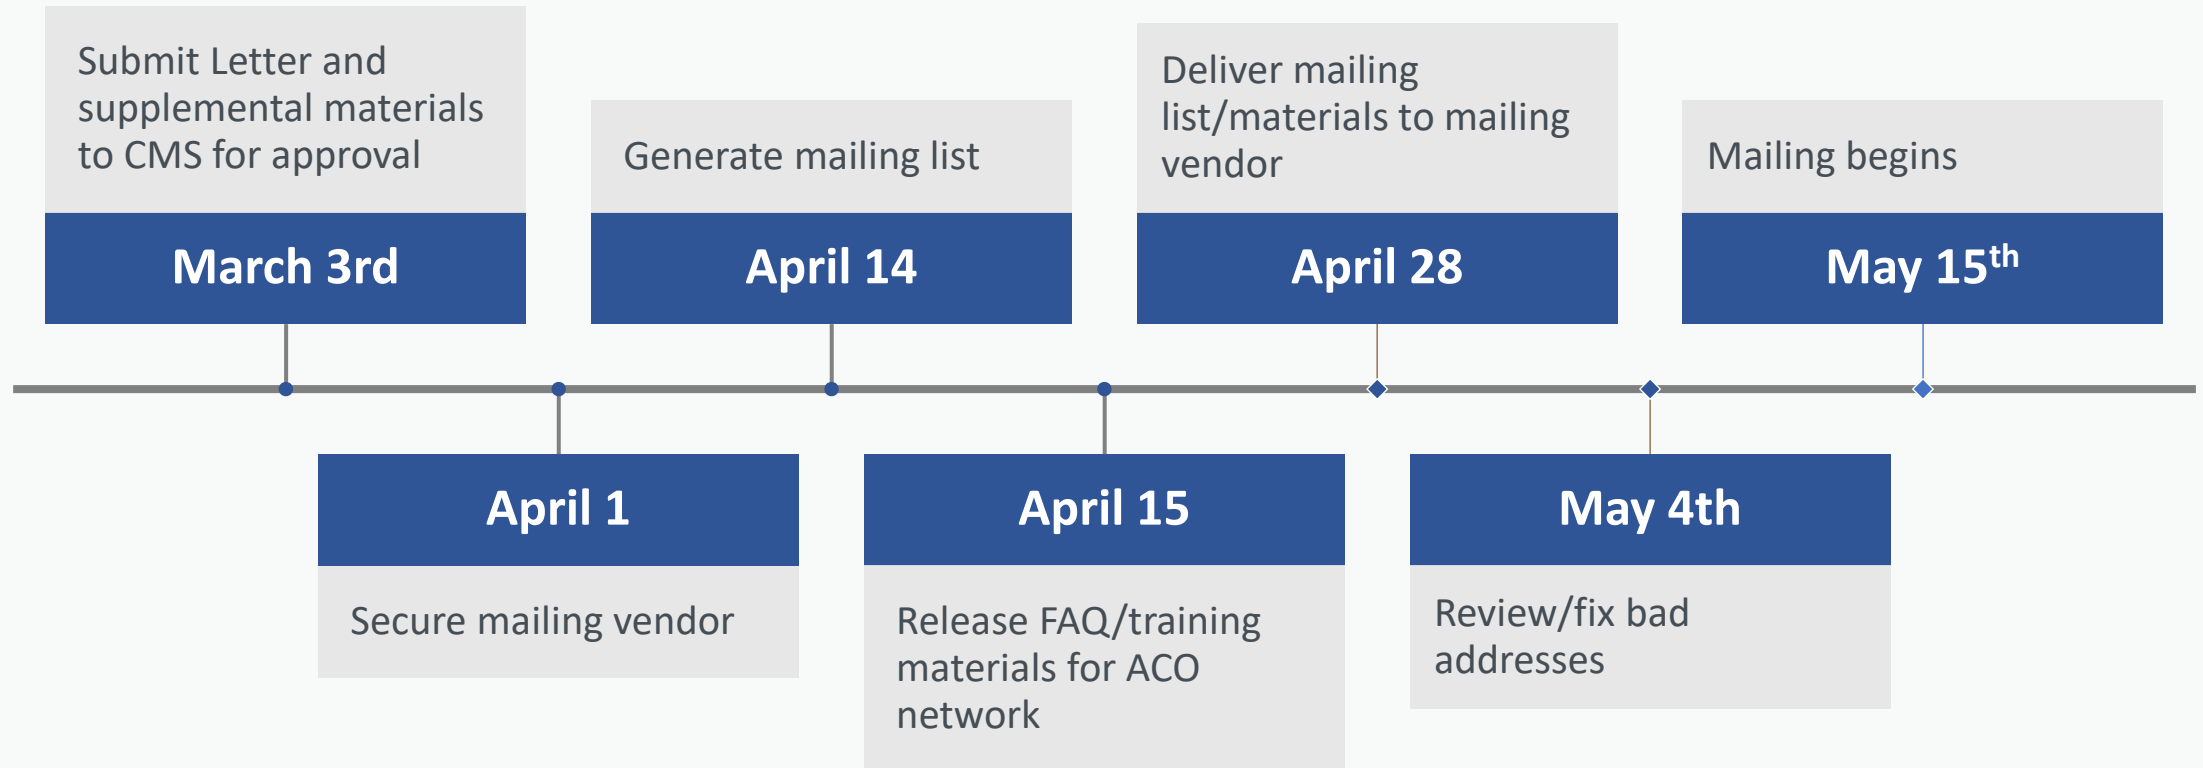 Submit Letter and
supplemental materials
to CMS for approval
March 3rd
April 1
Secure mailing vendor
Generate mailing list
April 14
April 15
Release FAQ/training
materials for ACO
network
Deliver mailing
list/materials to mailing
vendor
April 28
May 4th
Review/fix bad
addresses
Mailing begins
May 15th